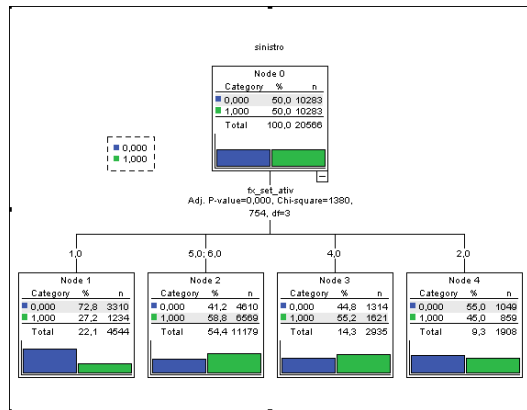 sinistro
Node 0
Category % n
0,000 50,0 10283
1,000 50,0 10283
Total 100,0 20566
0,000
1,000
fx_set_ativ
Adj. P-value=0,000, Chi-square=1380,
754, df=3
1,0 5,0; 6,0 4,0 2,0
Node 1
Category % n
0,000 72,8 3310
1,000 27,2 1234
Total 22,1 4544
Node 2
Category % n
0,000 41,2 4610
1,000 58,8 6569
Total 54,4 11179
Node 3
Category % n
0,000 44,8 1314
1,000 55,2 1621
Total 14,3 2935
Node 4
Category % n
0,000 55,0 1049
1,000 45,0 859
Total 9,3 1908